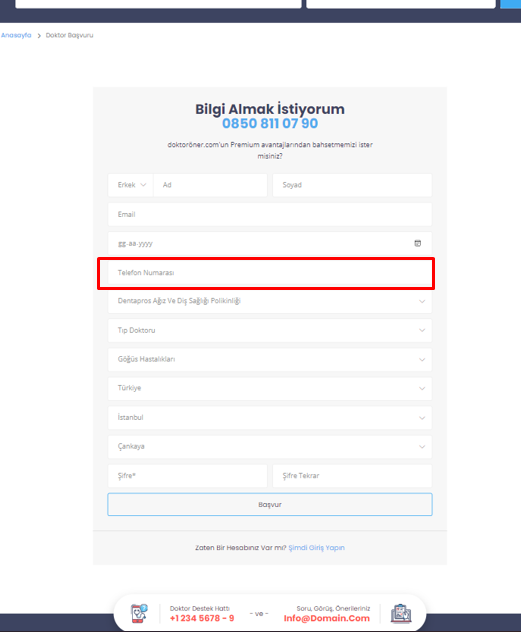 Anasayfa > Doktor Başvuru
Bilgi Almak İstiyorum
0850 811 07 90
doktoröner.com'un Premium avantajlarından bahsetmemizi ister
misiniz?
Erkek Ad Soyad
Email
gg.aa.yyyy
Telefon Numarası
Dentapros Ağız Ve Diş Sağlığı Polikinliği
Tıp Doktoru
Göğüs Hastalıkları
Türkiye
İstanbul
Çankaya
Şifre* Şifre Tekrar
Başvur
Zaten Bir Hesabınız Var mı? Şimdi Giriş Yapın
Doktor Destek Hattı - ve - Soru, Görüş, Önerileriniz
+1 234 5678 - 9 Info@Domain.Com